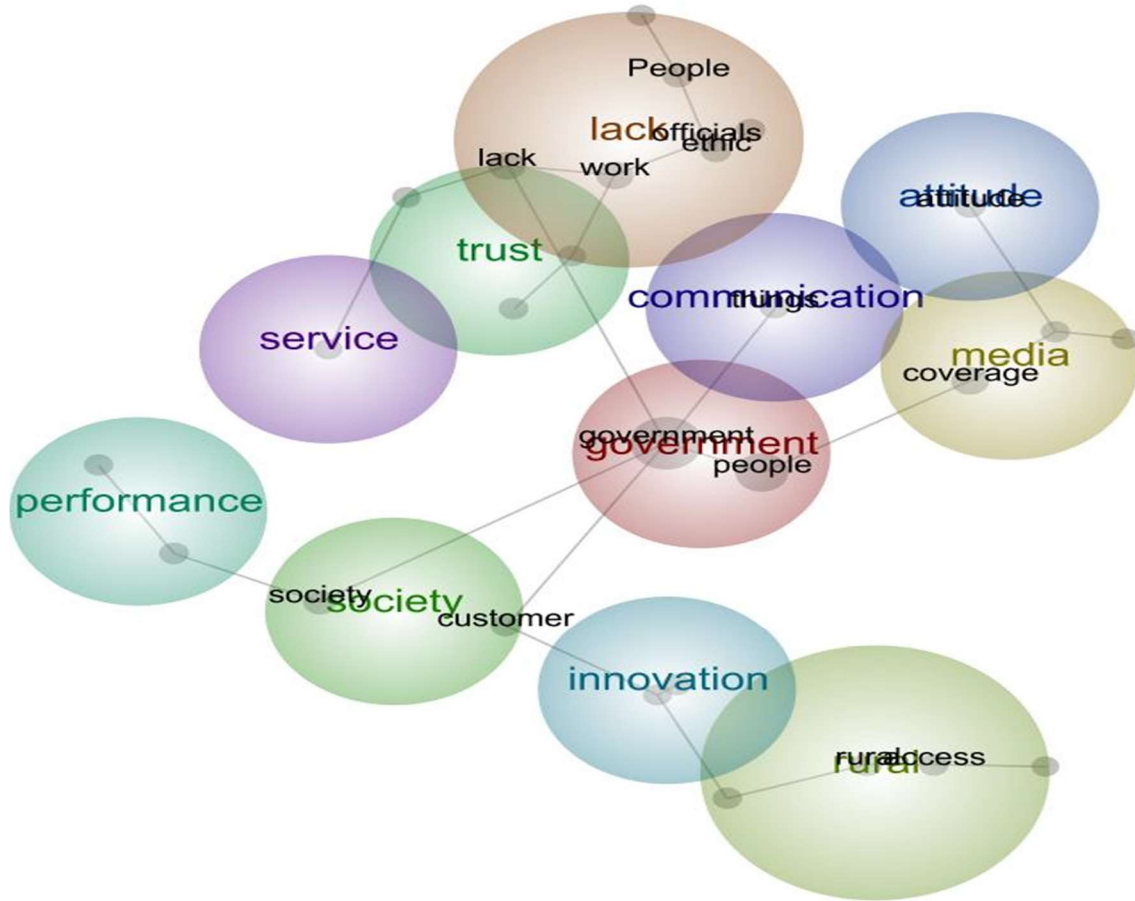 People
lack
officials
ethic
lack
work
attitude
attitude
trust
communication
things
service
media
coverage
government
government
people
performance
society
society
customer
innovation
rural
access
rural